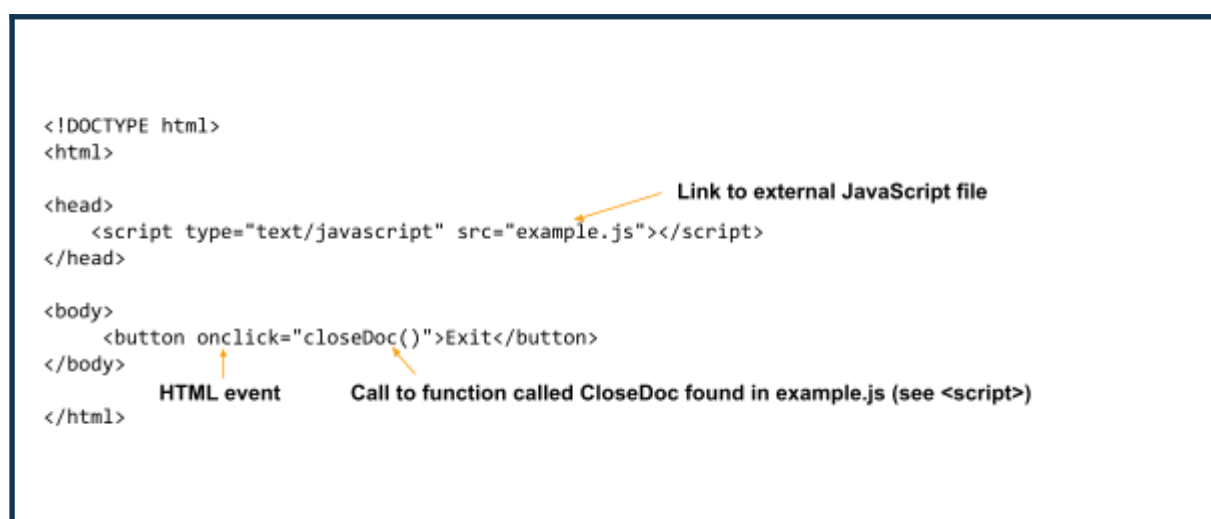 <!DOCTYPE html>
<html>
<head>
Link to external JavaScript file
<script type="text/javascript" src="example.js"></script>
</head>
<body>
<button onclick="closeDoc()">Exit</button>
</body>
HTML event
Call to function called CloseDoc found in example.js (see <script>)
</html>